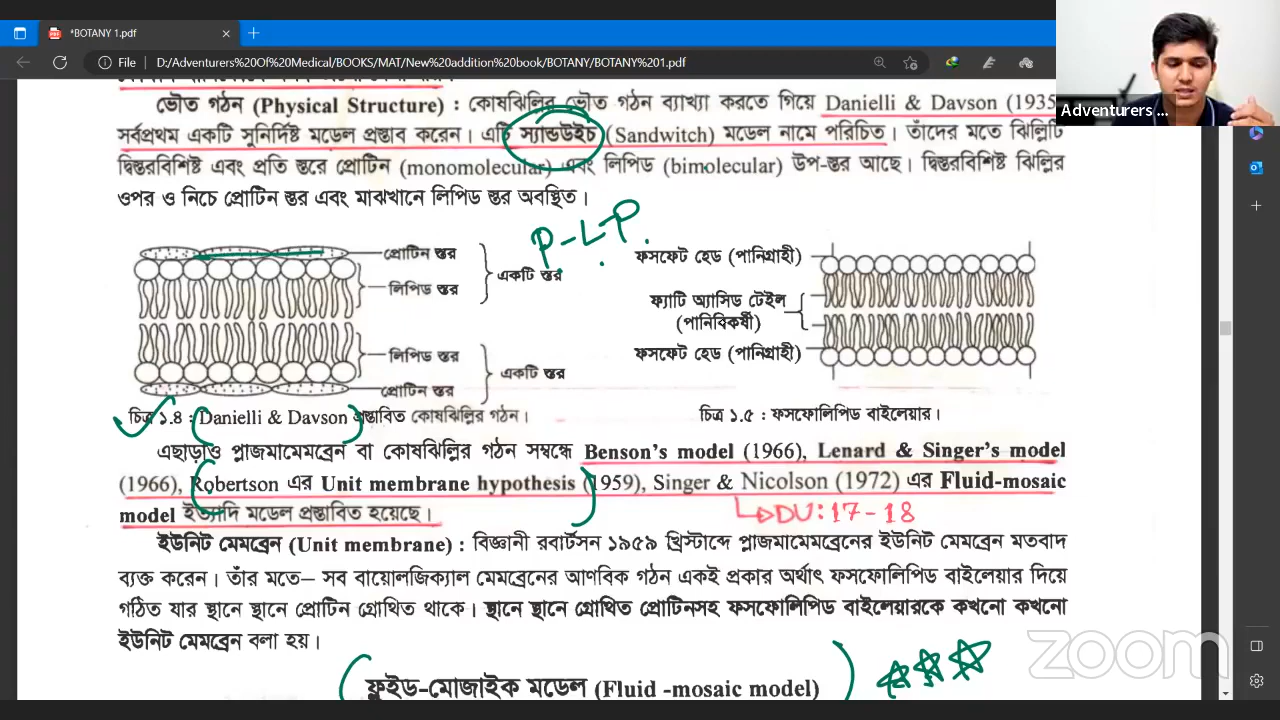 *BOTANY 1.pdf
File D:/Adventurers%20Of%20Medical/BOOKS/MAT/New%20addition%20book/BOTANY/BOTANY%201.pdf
Adventurers ...
ভৌত গঠন (Physical Structure) : কোষঝিল্লির ভৌত গঠন ব্যাখ্যা করতে গিয়ে Danielli & Davson (1935
সর্বপ্রথম একটি সুনির্দিষ্ট মডেল প্রস্তাব করেন। এটি স্যান্ডউইচ (Sandwitch) মডেল নামে পরিচিত। তাঁদের মতে ঝিল্লিটি
দ্বিস্তরবিশিষ্ট এবং প্রতি স্তরে প্রোটিন (monomolecular) এবং লিপিড (bimolecular) উপ-স্তর আছে। দ্বিস্তরবিশিষ্ট ঝিল্লির
ওপর ও নিচে প্রোটিন স্তর এবং মাঝখানে লিপিড স্তর অবস্থিত।
P-L-P.
প্রোটিন স্তর
লিপিড স্তর
একটি স্তর
লিপিড স্তর
প্রোটিন স্তর
একটি স্তর
ফসফেট হেড (পানিগ্রাহী)
ফ্যাটি অ্যাসিড টেইল
(পানিবিকর্ষী)
ফসফেট হেড (পানিগ্রাহী)
চিত্র ১.৪ : Danielli & Davson প্রস্তাবিত কোষঝিল্লির গঠন।
চিত্র ১.৫ : ফসফোলিপিড বাইলেয়ার।
এছাড়াও প্লাজমামেমব্রেন বা কোষঝিল্লির গঠন সম্বন্ধে Benson's model (1966), Lenard & Singer's model
(1966), Robertson এর Unit membrane hypothesis (1959), Singer & Nicolson (1972) এর Fluid-mosaic
model ইত্যাদি মডেল প্রস্তাবিত হয়েছে।
DU: 17-18
ইউনিট মেমব্রেন (Unit membrane) : বিজ্ঞানী রবার্টসন ১৯৫৯ খ্রিস্টাব্দে প্লাজমামেমব্রেনের ইউনিট মেমব্রেন মতবাদ
ব্যক্ত করেন। তাঁর মতে– সব বায়োলজিক্যাল মেমব্রেনের আণবিক গঠন একই প্রকার অর্থাৎ ফসফোলিপিড বাইলেয়ার দিয়ে
গঠিত যার স্থানে স্থানে প্রোটিন গ্রোথিত থাকে। স্থানে স্থানে গ্রোথিত প্রোটিনসহ ফসফোলিপিড বাইলেয়ারকে কখনো কখনো
ইউনিট মেমব্রেন বলা হয়।
zoom
ফ্লুইড-মোজাইক মডেল (Fluid -mosaic model)